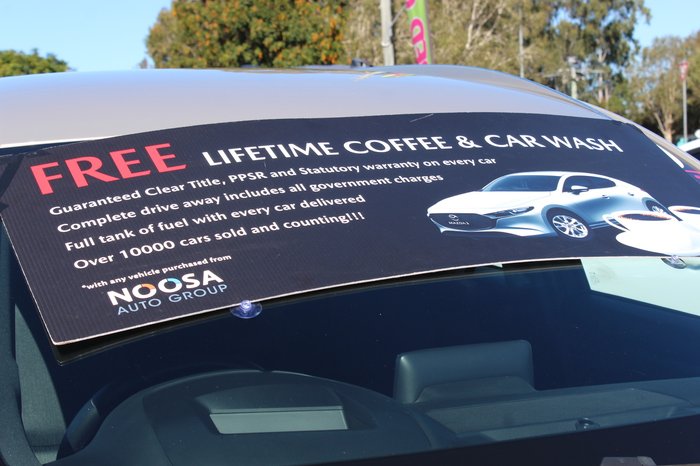 FREE LIFETIME COFFEE & CAR WASH
Guaranteed Clear Title, PPSR and Statutory warranty on every car
Complete drive away includes all government charges
Full tank of fuel with every car delivered
Over 10000 cars sold and counting!!!
*with any vehicle purchased from
NOOSA
AUTO GROUP